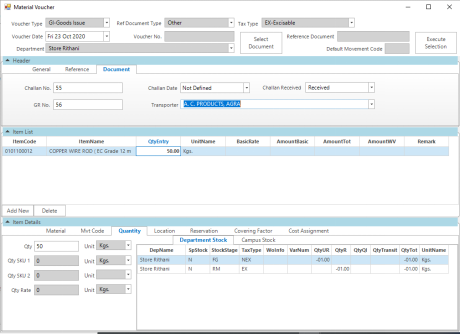 Material Voucher
Voucher Type GI-Goods Issue Ref Document Type Other Tax Type EX-Excisable
Voucher Date Fri 23 Oct 2020 Voucher No. Select Document Reference Document Execute Selection
Department Store Rithani Default Movement Code
Header
General Reference Document
Challan No. 55 Challan Date Not Defined Challan Received Received
GR No. 56 Transporter A. C. PRODUCTS, AGRA
Item List
ItemCode ItemName QtyEntry UnitName BasicRate AmountBasic AmountTot AmountWV Remark
0101100012 COPPER WIRE ROD ( EC Grade 12 m 50.00 Kgs.
Add New Delete
Item Details
Material Mvt Code Quantity Location Reservation Covering Factor Cost Assignment
Department Stock Campus Stock
Qty 50 Unit Kgs.
Qty SKU 1 0 Unit Kgs.
Qty SKU 2 0 Unit
Qty Rate 0 Unit Kgs.
DepName SpStock StockStage TaxType WoInfo VarNum QtyUR QtyR QtyQI QtyTransit QtyTot UnitName
Store Rithani N FG NEX -01.00 -01.00 Kgs.
Store Rithani N RM EX -01.00 -01.00 Kgs.